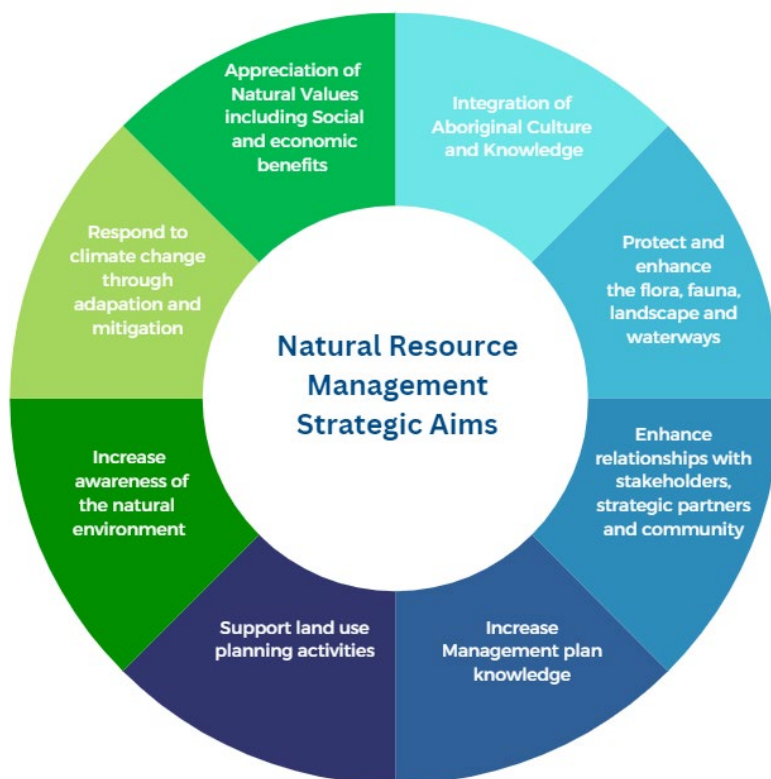 Appreciation of
Natural Values
including Social
and economic
benefits
Integration of
Aboriginal Culture
and Knowledge
Protect and
enhance
the flora, fauna,
landscape and
waterways
Enhance
relationships with
stakeholders,
strategic partners
and community
Increase
Management plan
knowledge
Support land use
planning activities
Increase
awareness of
the natural
environment
Respond to
climate change
through
adapation and
mitigation
Natural Resource
Management
Strategic Aims